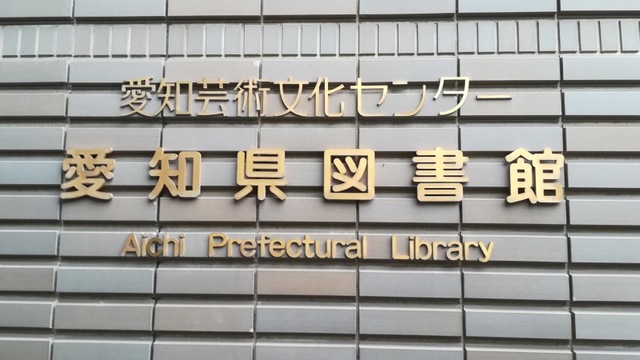 愛知芸術文化センター
愛知県図書館
Aichi Prefectural Library